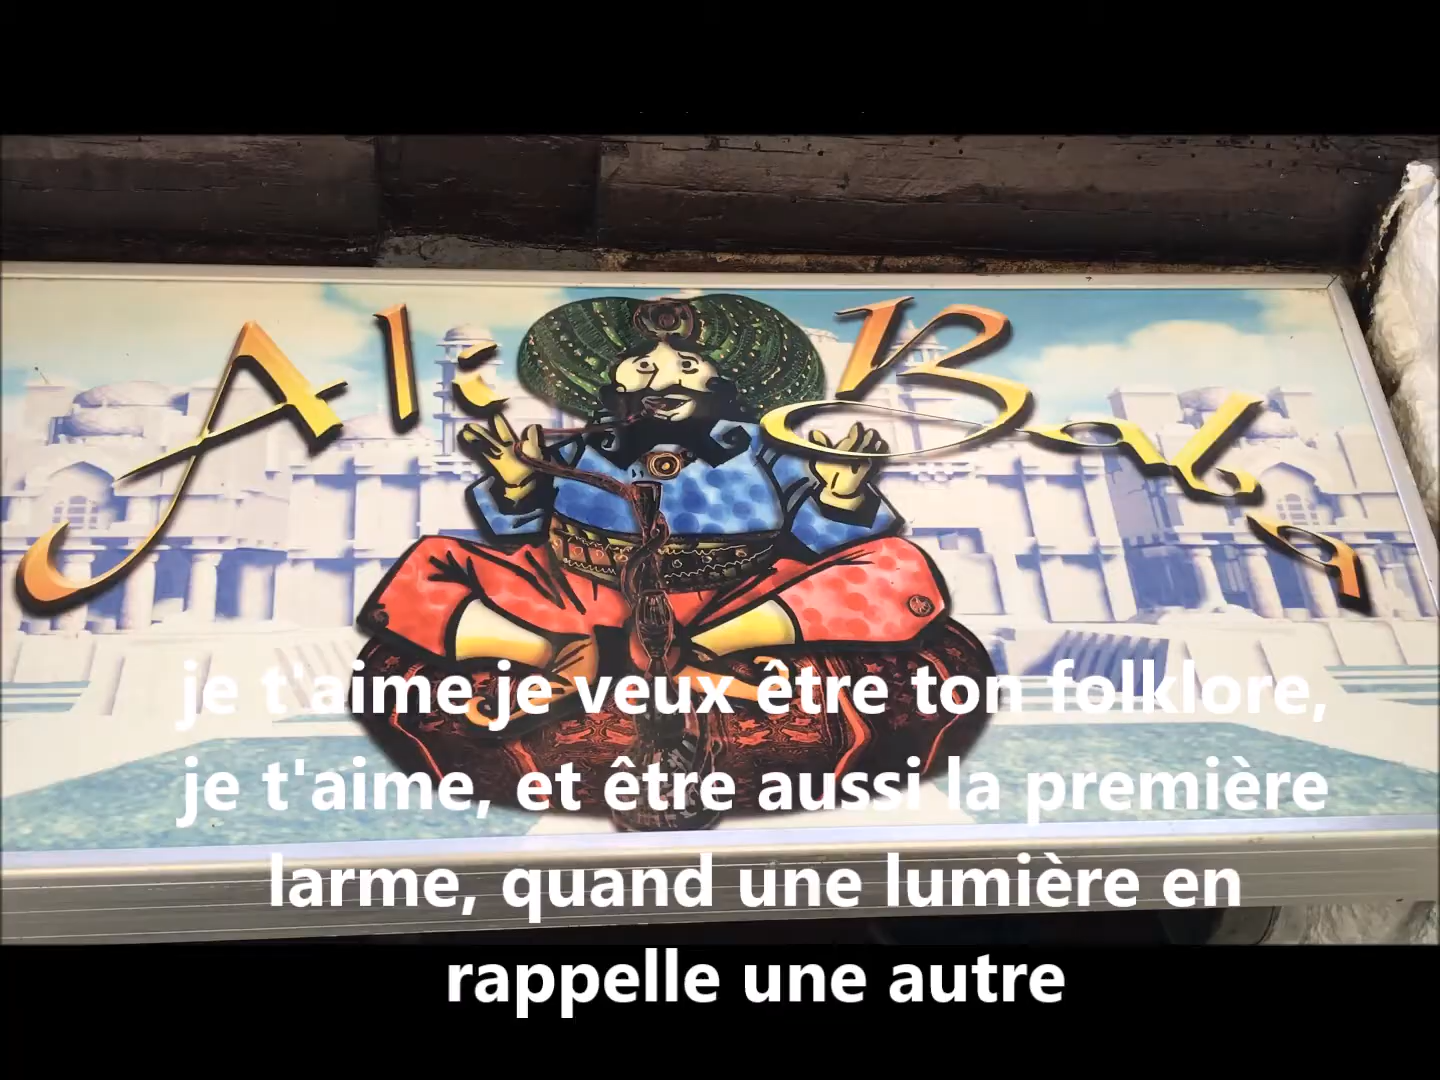 Ali Baba
je t'aime je veux être ton folklore,
je t'aime, et être aussi la première
larme, quand une lumière en
rappelle une autre